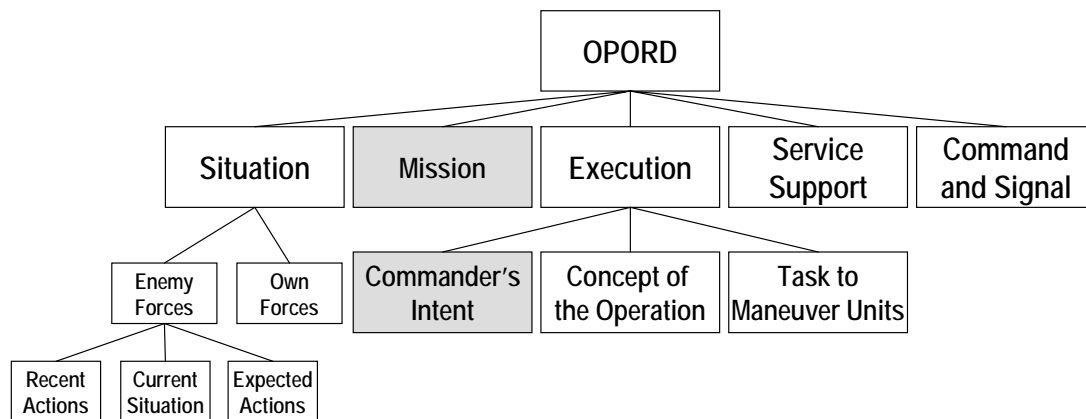 OPORD
Situation
Mission
Execution
Service
Support
Command
and Signal
Enemy
Forces
Own
Forces
Commander's
Intent
Concept of
the Operation
Task to
Maneuver Units
Recent
Actions
Current
Situation
Expected
Actions